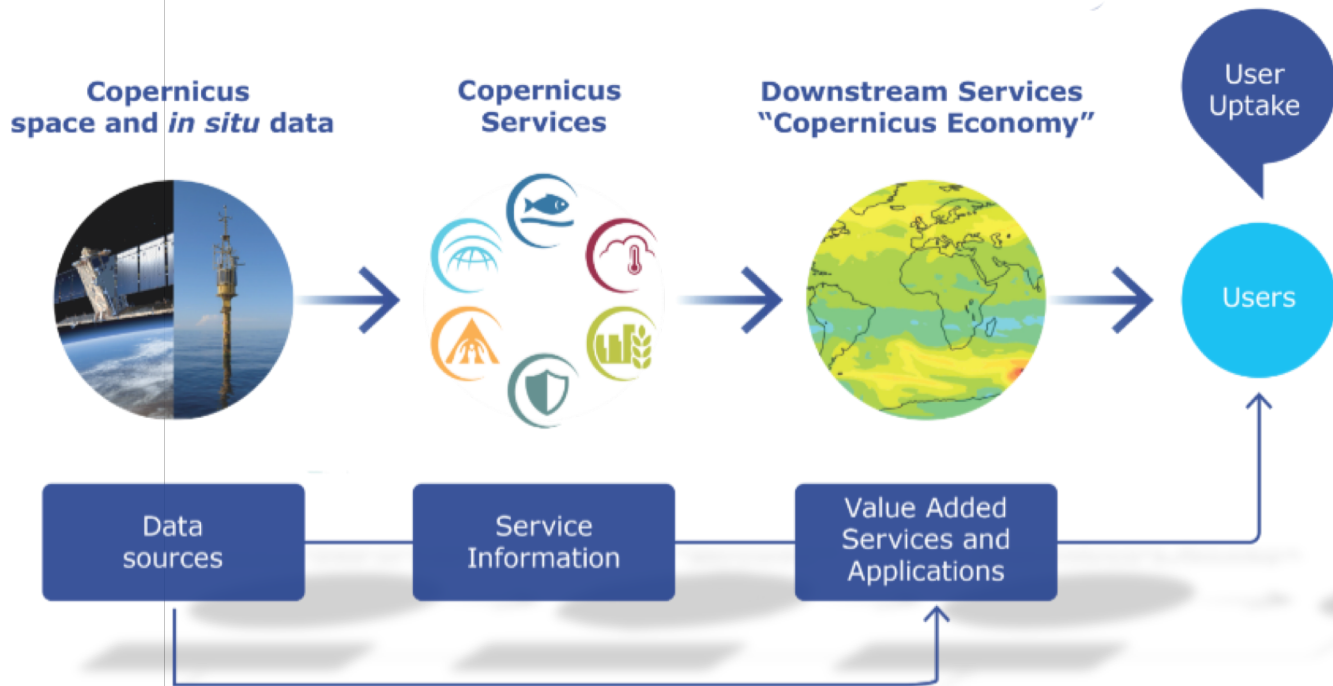 Copernicus
space and in situ data
Copernicus
Services
Downstream Services
“Copernicus Economy”
User
Uptake
Users
Data
sources
Service
Information
Value Added
Services and
Applications